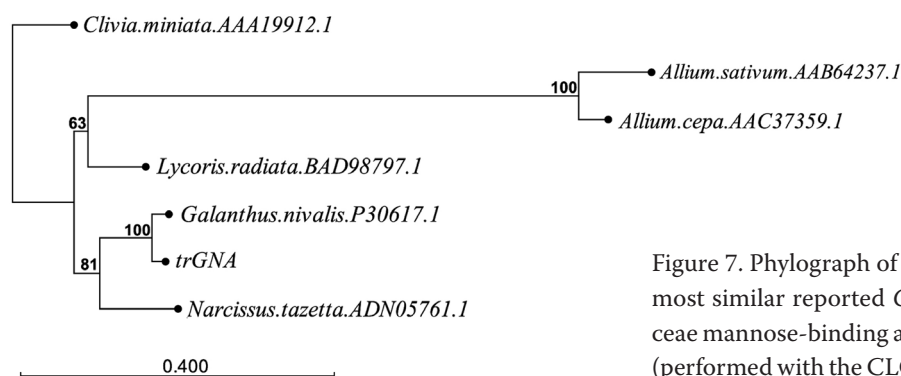 Clivia.miniata.AAA19912.1
Allium.sativum.AAB64237.1
100
Allium.cepa.AAC37359.1
63
Lycoris.radiata.BAD98797.1
Galanthus.nivalis.P30617.1
100
trGNA
81
Narcissus.tazetta.ADN05761.1
0.400
Figure 7. Phylograph of
most similar reported
ceae mannose-binding a
(performed with the CLC